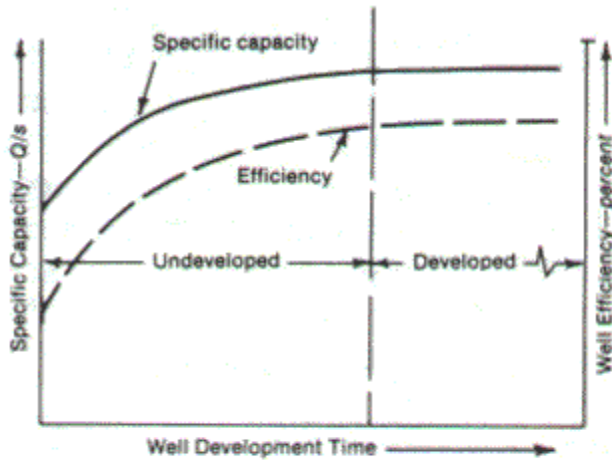 Specific capacity
Efficiency
Undeveloped
Developed
Specific Capacity—Q/s
Well Efficiency—percent
Well Development Time